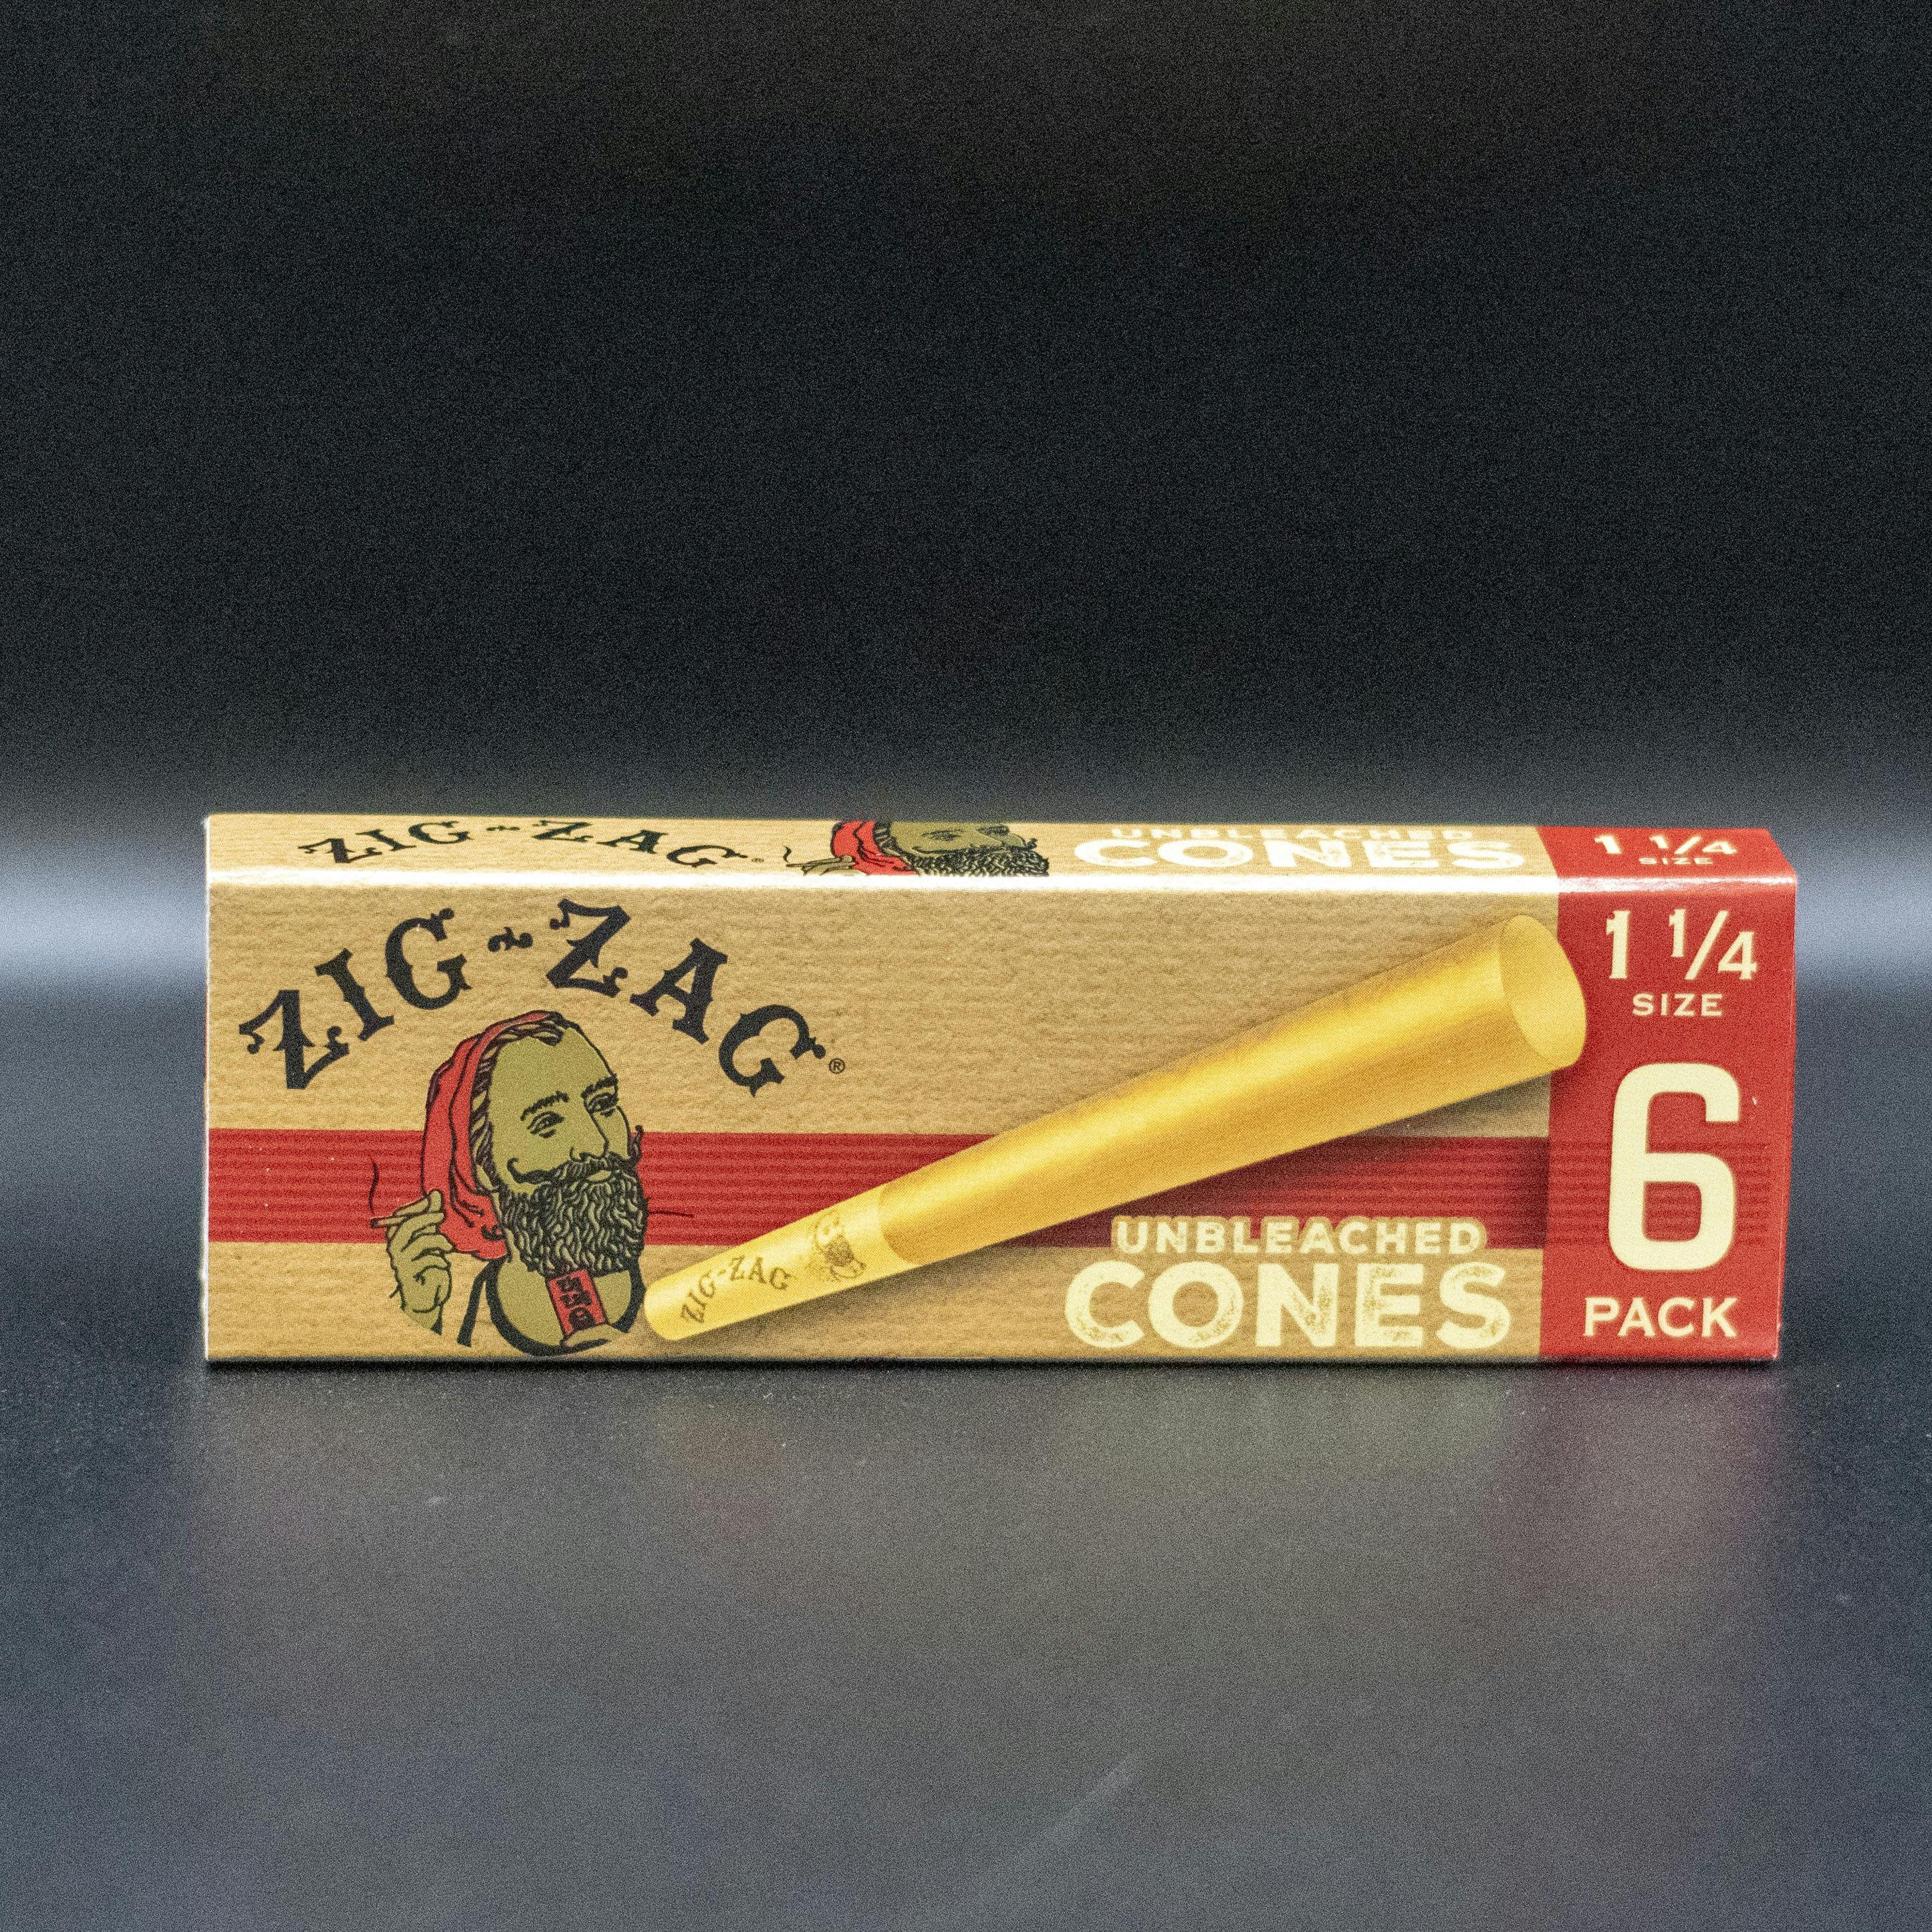 ZIG-ZAG®
UNBLEACHED
CONES
1 1/4
SIZE
ZIG-ZAG®
1 1/4
SIZE
6
PACK
ZIG-ZAG
UNBLEACHED
CONES